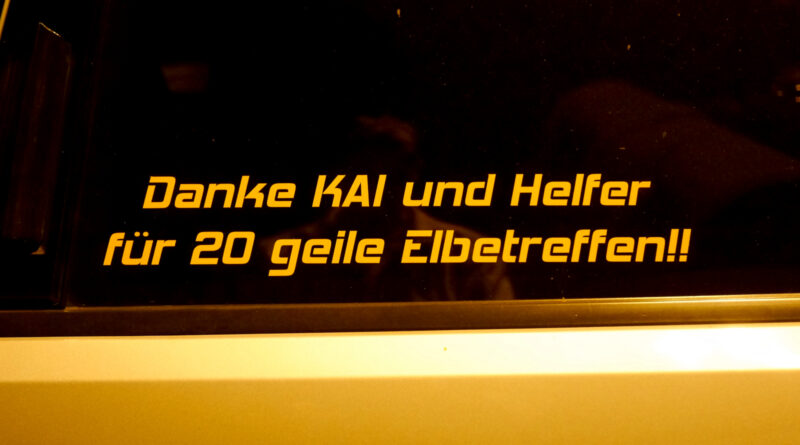 Danke KAI und Helfer
für 20 geile Elbetreffen!!